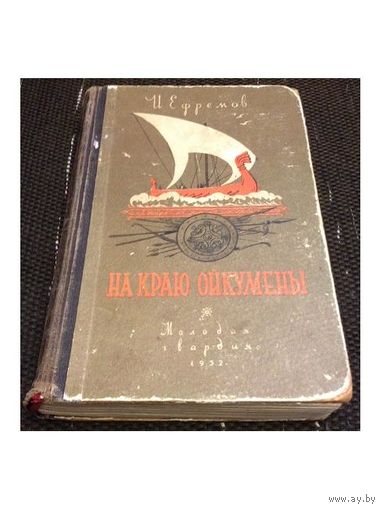 И ЕФРЕМОВ
НА КРАЮ ОЙКУМЕНЫ
Молодая
гвардия
1952
www.ay.by